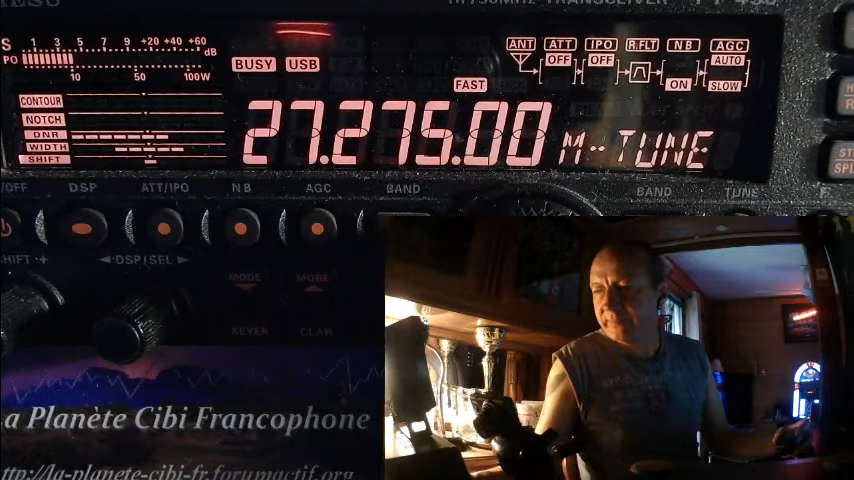 S 1 3 5 7 9 +20 +40 +60 dB
PO 10 50 100W
BUSY USB
FAST
ANT ATT IPO R.FLT NB AGC
OFF OFF AUTO
ON SLOW
CONTOUR
NOTCH
DNR
WIDTH
SHIFT
27.275.00 M-TUNE
/OFF DSP ATT/IPO NB AGC BAND BAND TUNE
SHIFT + ◄DSP/SEL►
MODE MODE
KEYER CLAR
a Planète Cibi Francophone
ttp://la-planete-cibi-fr.forumactif.org